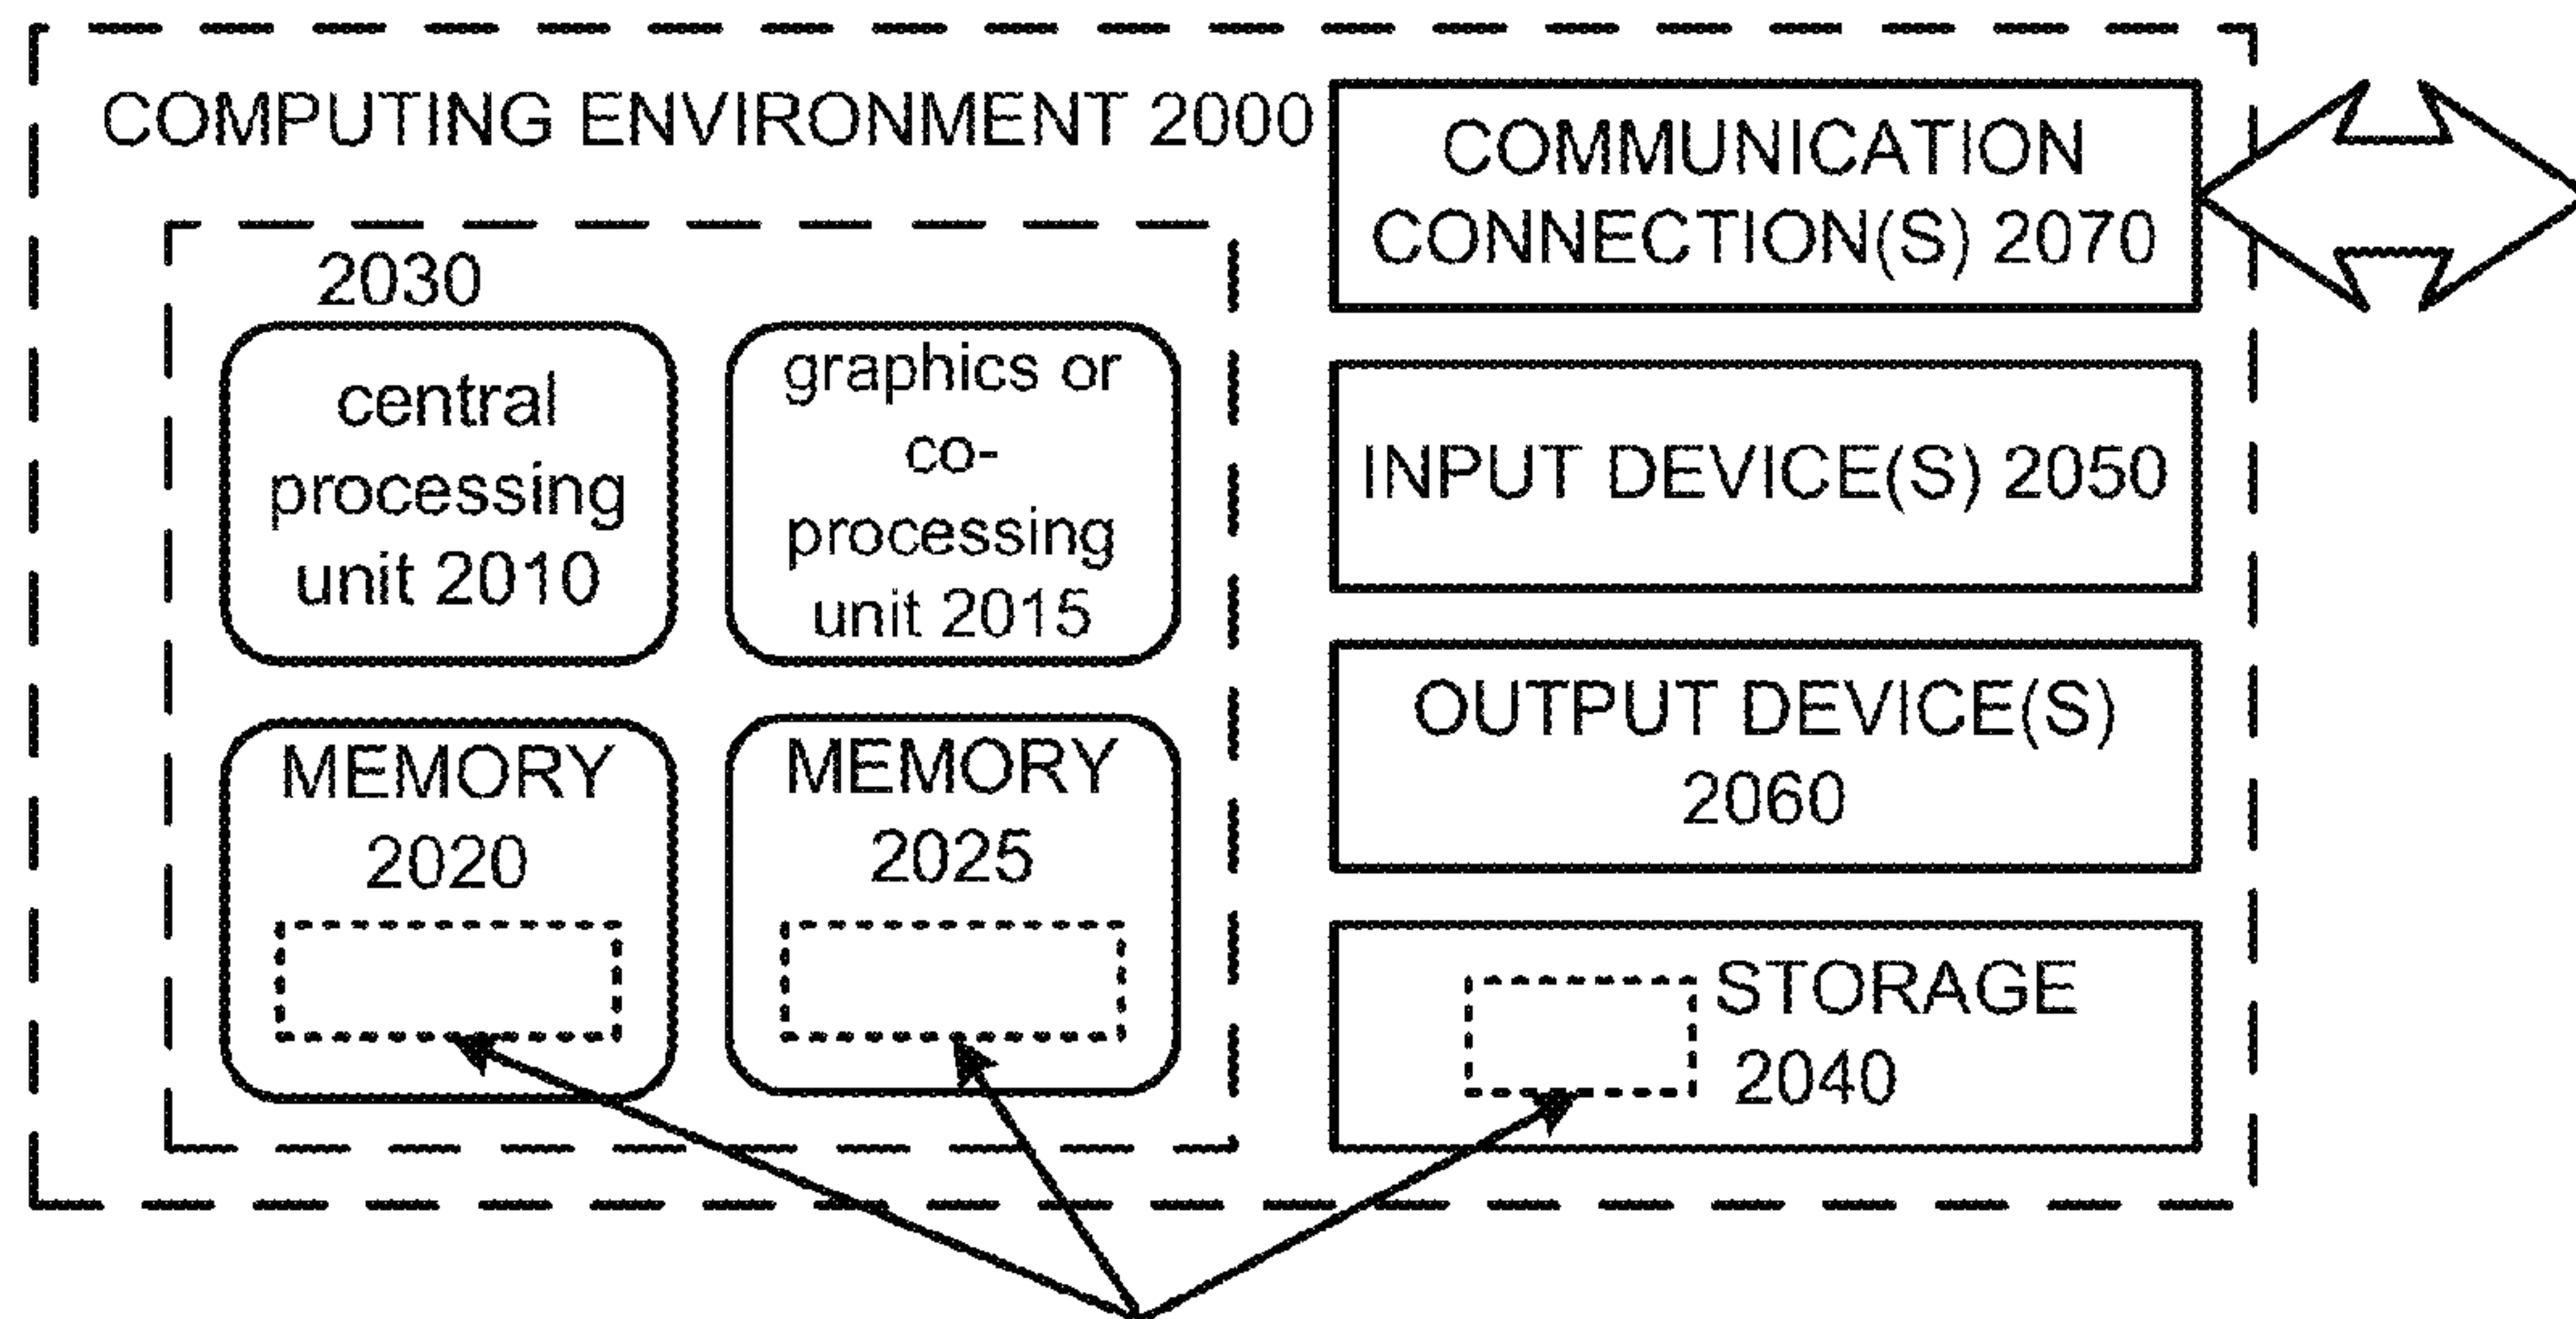 COMPUTING ENVIRONMENT 2000
2030
central
processing
unit 2010
graphics or
co-
processing
unit 2015
MEMORY
2020
MEMORY
2025
COMMUNICATION
CONNECTION(S) 2070
INPUT DEVICE(S) 2050
OUTPUT DEVICE(S)
2060
STORAGE
2040